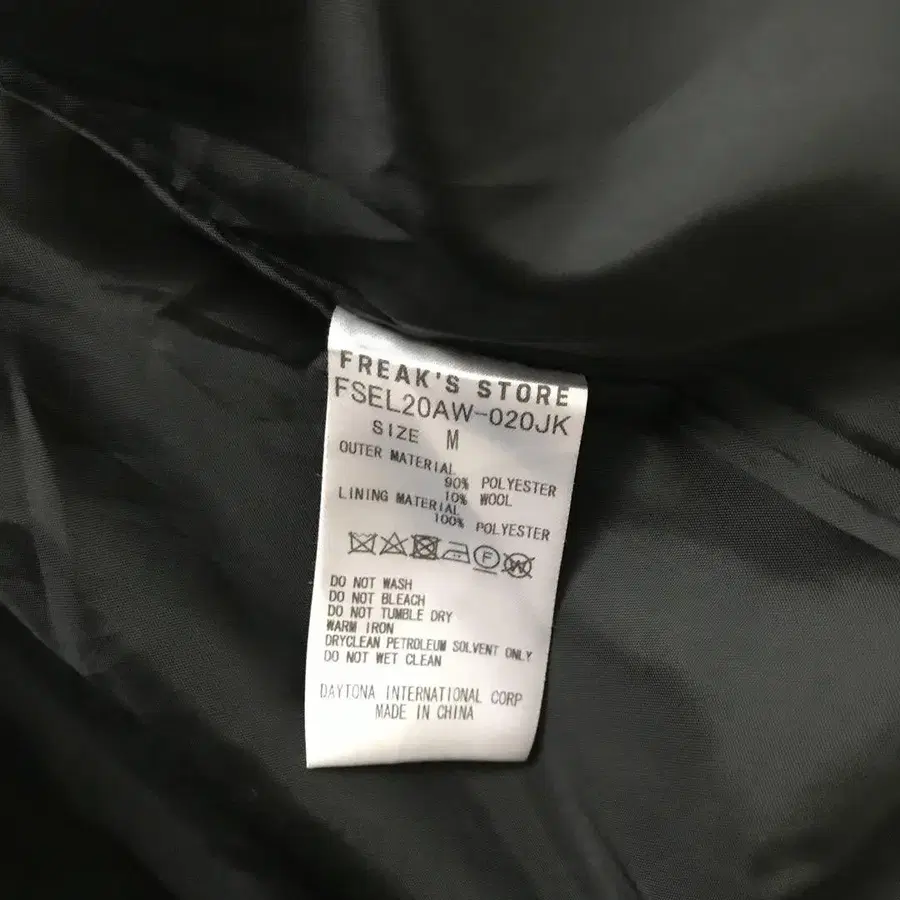 FREAK'S STORE
FSEL20AW-020JK
SIZE M
OUTER MATERIAL
90% POLYESTER
10% WOOL
LINING MATERIAL
100% POLYESTER
F
W
DO NOT WASH
DO NOT BLEACH
DO NOT TUMBLE DRY
WARM IRON
DRYCLEAN PETROLEUM SOLVENT ONLY
DO NOT WET CLEAN
DAYTONA INTERNATIONAL CORP
MADE IN CHINA